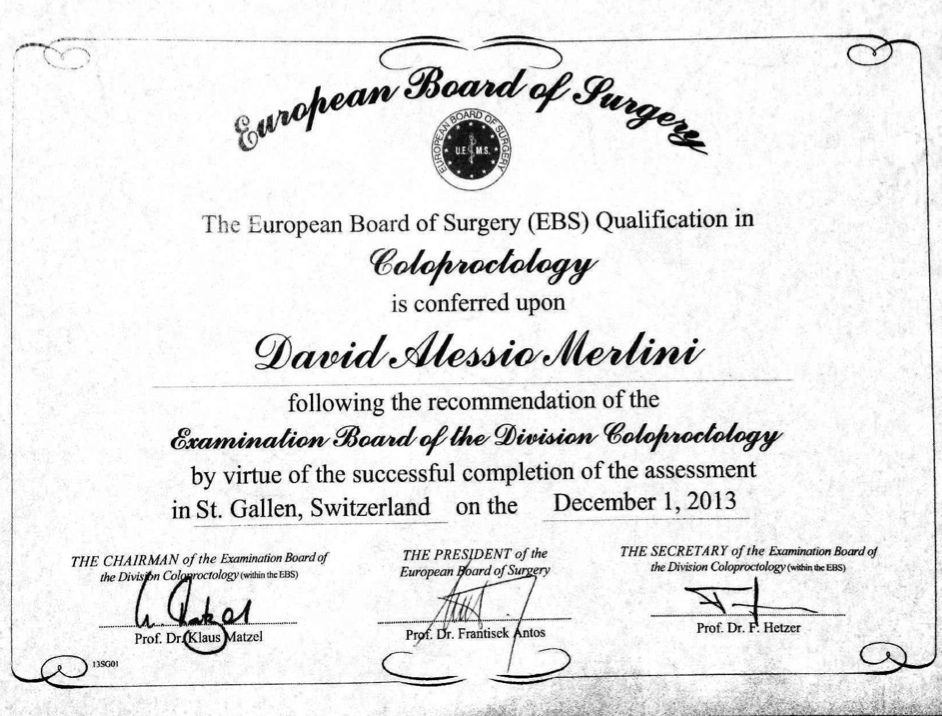 European Board of Surgery
EUROPEAN BOARD OF SURGERY
U.E.M.S.
The European Board of Surgery (EBS) Qualification in
Coloproctology
is conferred upon
David Alessio Merlini
following the recommendation of the
Examination Board of the Division Coloproctology
by virtue of the successful completion of the assessment
in St. Gallen, Switzerland on the December 1, 2013
THE CHAIRMAN of the Examination Board of
the Division Coloproctology (within the EBS)
Prof. Dr. Klaus Matzel
THE PRESIDENT of the
European Board of Surgery
Prof. Dr. Frantisek Antos
THE SECRETARY of the Examination Board of
the Division Coloproctology (within the EBS)
Prof. Dr. F. Hetzer
13SG01